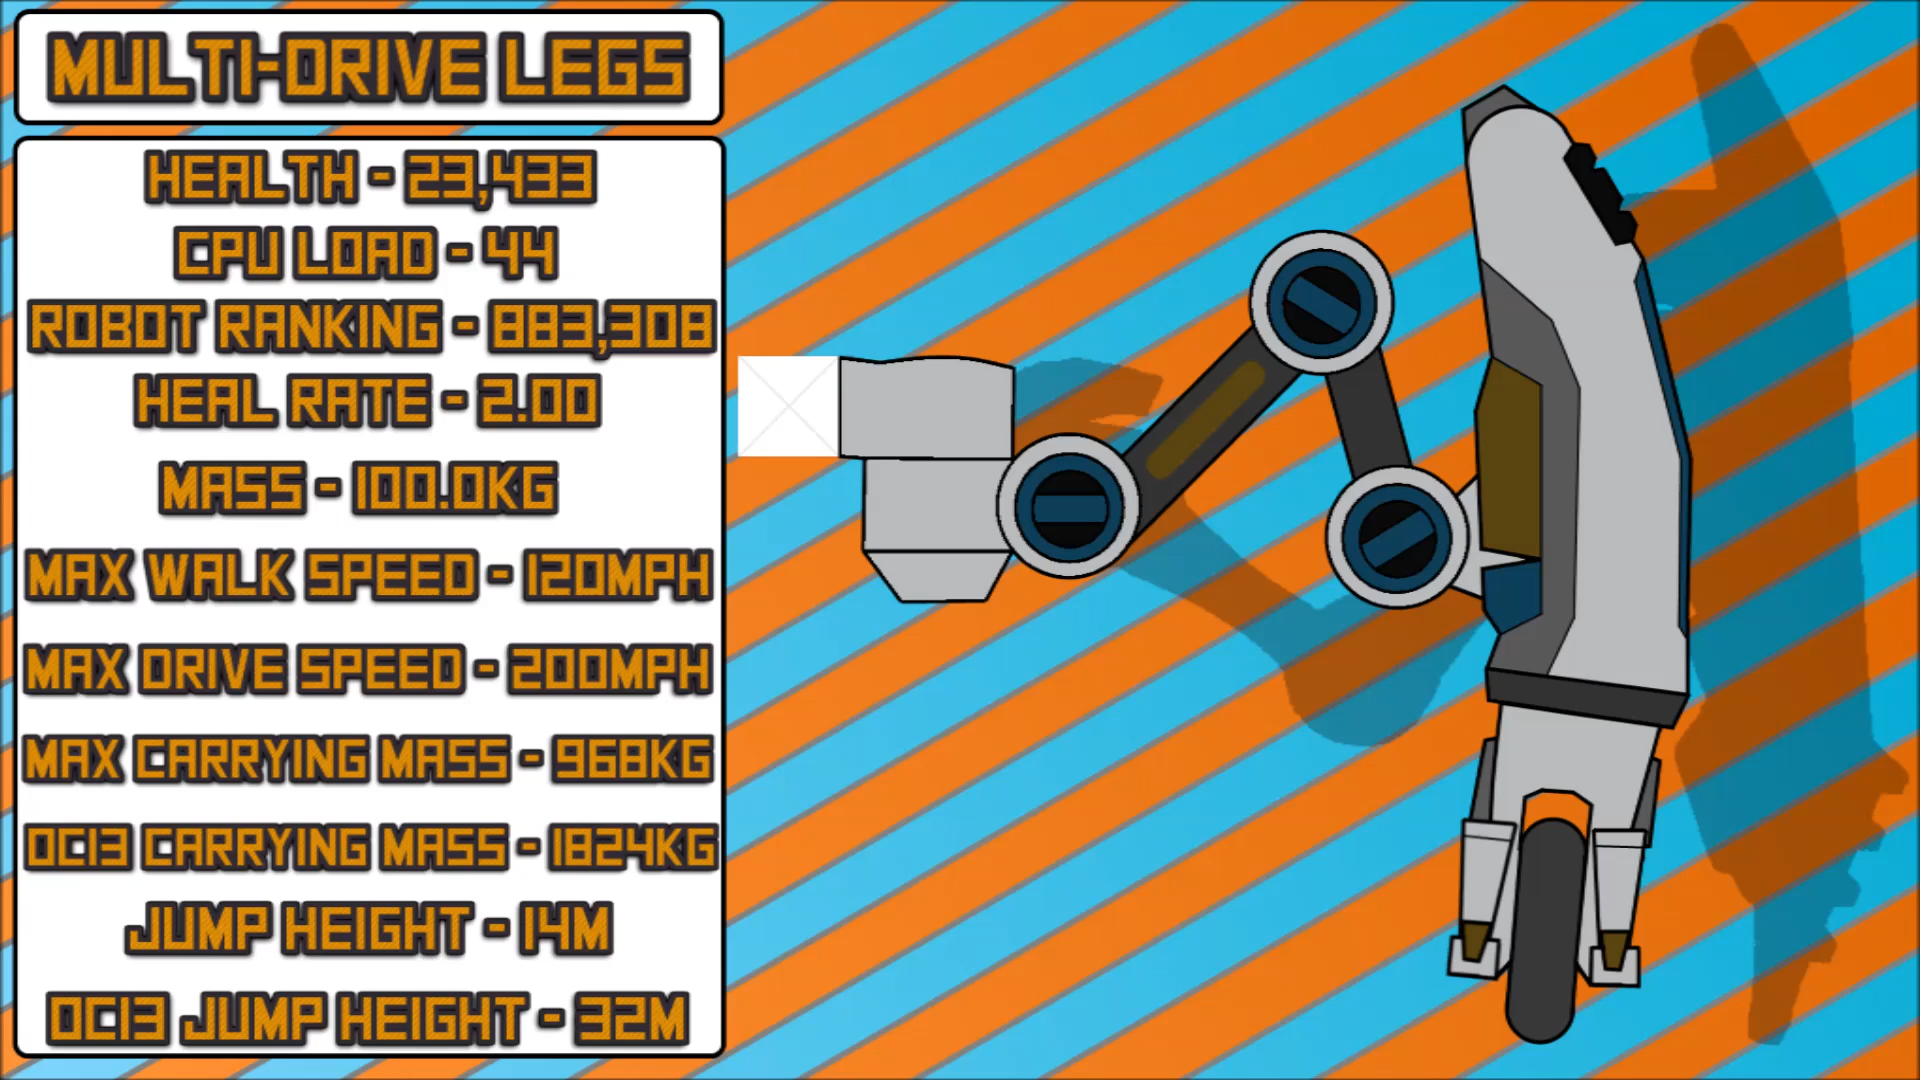 MULTI-DRIVE LEGS
HEALTH - 23,433
CPU LOAD - 44
ROBOT RANKING - 883,308
HEAL RATE - 2.00
MASS - 100.0KG
MAX WALK SPEED - 120MPH
MAX DRIVE SPEED - 200MPH
MAX CARRYING MASS - 968KG
OC13 CARRYING MASS - 1824KG
JUMP HEIGHT - 14M
OC13 JUMP HEIGHT - 32M